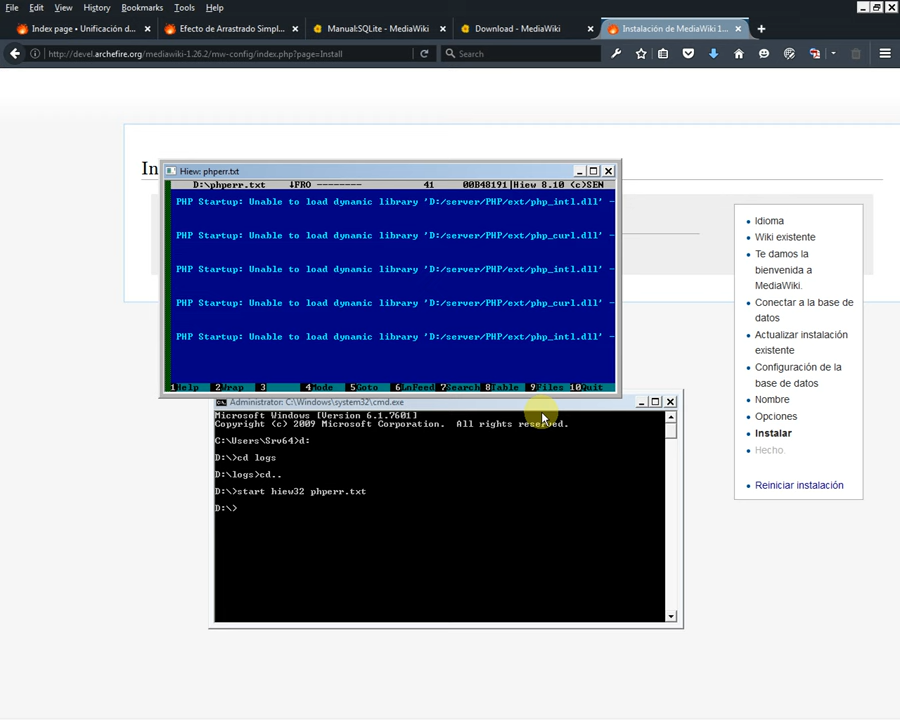 File Edit View History Bookmarks Tools Help
Index page • Unificación d...
Efecto de Arrastrado Simpl...
Manual:SQLite - MediaWiki
Download - MediaWiki
Instalación de MediaWiki 1...
http://devel.archefire.org/mediawiki-1.26.2/mw-config/index.php?page=Install
Search
In
Hiew: phperr.txt
D:\phperr.txt ↓FRO -------- 41 00B48191|Hiew 8.10 (c)SEN
PHP Startup: Unable to load dynamic library 'D:/server/PHP/ext/php_intl.dll' -
PHP Startup: Unable to load dynamic library 'D:/server/PHP/ext/php_curl.dll' -
PHP Startup: Unable to load dynamic library 'D:/server/PHP/ext/php_intl.dll' -
PHP Startup: Unable to load dynamic library 'D:/server/PHP/ext/php_curl.dll' -
PHP Startup: Unable to load dynamic library 'D:/server/PHP/ext/php_intl.dll' -
1Help 2Wrap 3 4Mode 5Goto 6LnFeed 7Search 8Table 9Files 10Quit
Administrator: C:\Windows\system32\cmd.exe
Microsoft Windows [Version 6.1.7601]
Copyright (c) 2009 Microsoft Corporation. All rights reserved.
C:\Users\Srv64>d:
D:\>cd logs
D:\logs>cd..
D:\>start hiew32 phperr.txt
D:\>
Idioma
Wiki existente
Te damos la
bienvenida a
MediaWiki.
Conectar a la base de
datos
Actualizar instalación
existente
Configuración de la
base de datos
Nombre
Opciones
Instalar
Hecho.
Reiniciar instalación